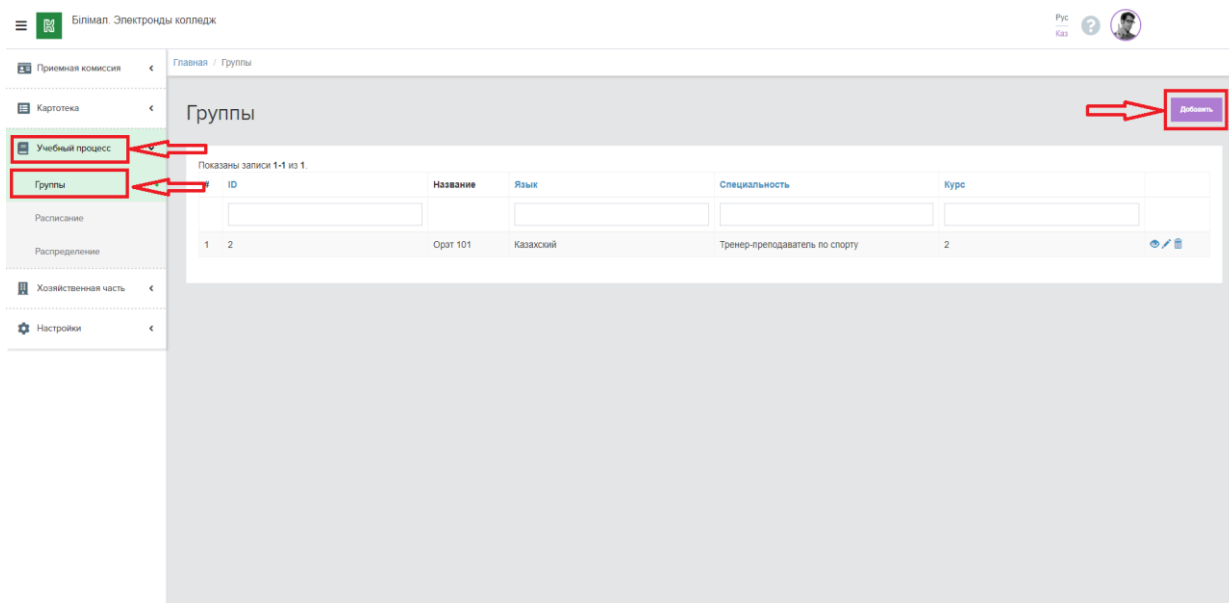 Білімал. Электронды колледж
Рус
Каз
?
Приемная комиссия
Картотека
Учебный процесс
Группы
Расписание
Распределение
Хозяйственная часть
Настройки
Главная / Группы
Группы
Добавить
Показаны записи 1-1 из 1.
# ID Название Язык Специальность Курс
1 2 Орэт 101 Казахский Тренер-преподаватель по спорту 2